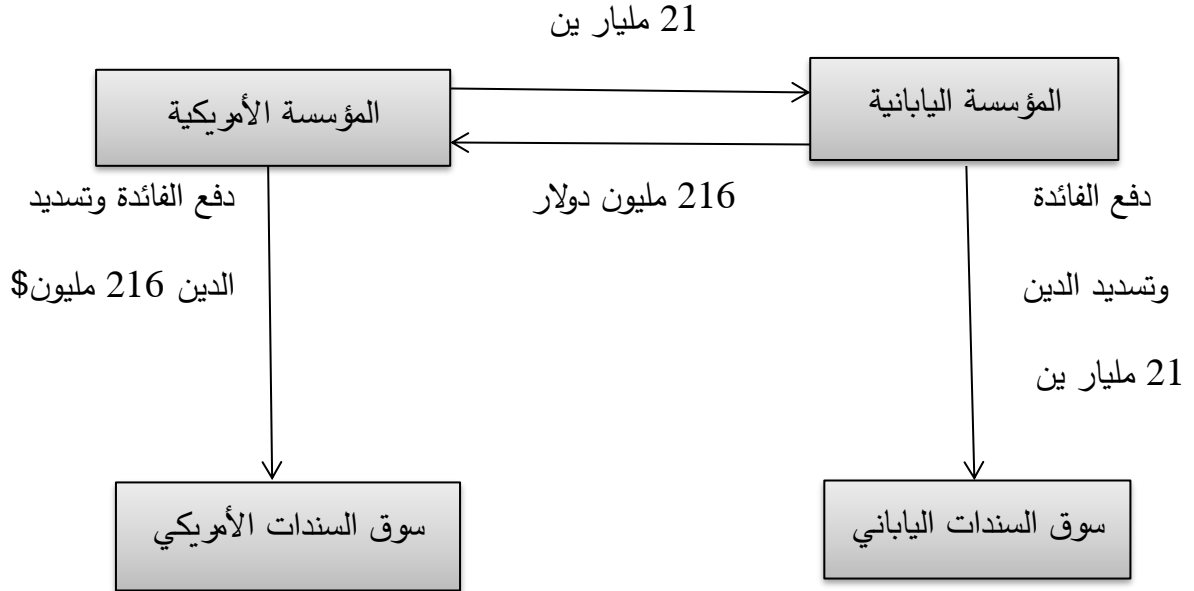 21 مليار ين
المؤسسة اليابانية
المؤسسة الأمريكية
216 مليون دولار
دفع الفائدة
وتسديد الدين
21 مليار ين
دفع الفائدة وتسديد
الدين 216 مليون$
سوق السندات الياباني
سوق السندات الأمريكي